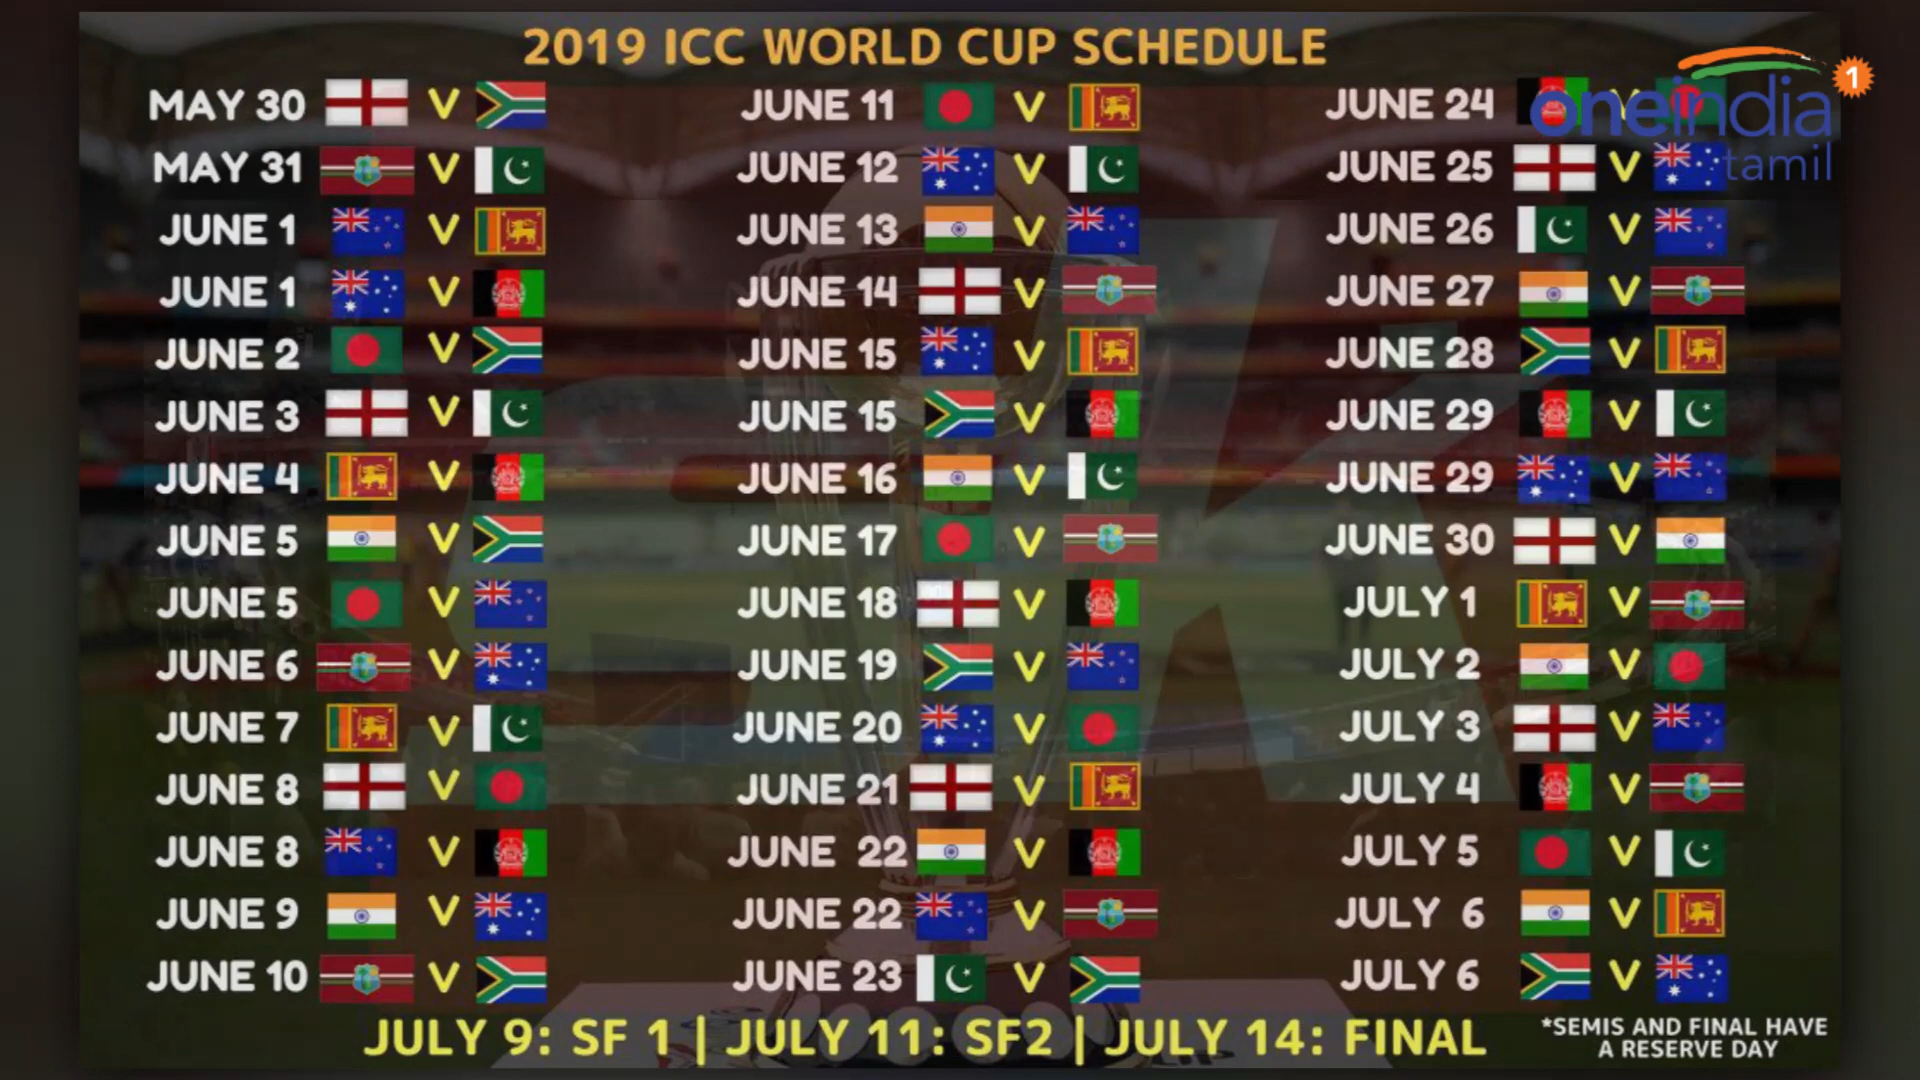 2019 ICC WORLD CUP SCHEDULE
MAY 30 V
MAY 31 V
JUNE 1 V
JUNE 1 V
JUNE 2 V
JUNE 3 V
JUNE 4 V
JUNE 5 V
JUNE 5 V
JUNE 6 V
JUNE 7 V
JUNE 8 V
JUNE 8 V
JUNE 9 V
JUNE 10 V
JUNE 11 V
JUNE 12 V
JUNE 13 V
JUNE 14 V
JUNE 15 V
JUNE 15 V
JUNE 16 V
JUNE 17 V
JUNE 18 V
JUNE 19 V
JUNE 20 V
JUNE 21 V
JUNE 22 V
JUNE 22 V
JUNE 23 V
JUNE 24 V
JUNE 25 V
JUNE 26 V
JUNE 27 V
JUNE 28 V
JUNE 29 V
JUNE 29 V
JUNE 30 V
JULY 1 V
JULY 2 V
JULY 3 V
JULY 4 V
JULY 5 V
JULY 6 V
JULY 6 V
JULY 9: SF 1 | JULY 11: SF2 | JULY 14: FINAL
*SEMIS AND FINAL HAVE
A RESERVE DAY
1
oneindia
tamil